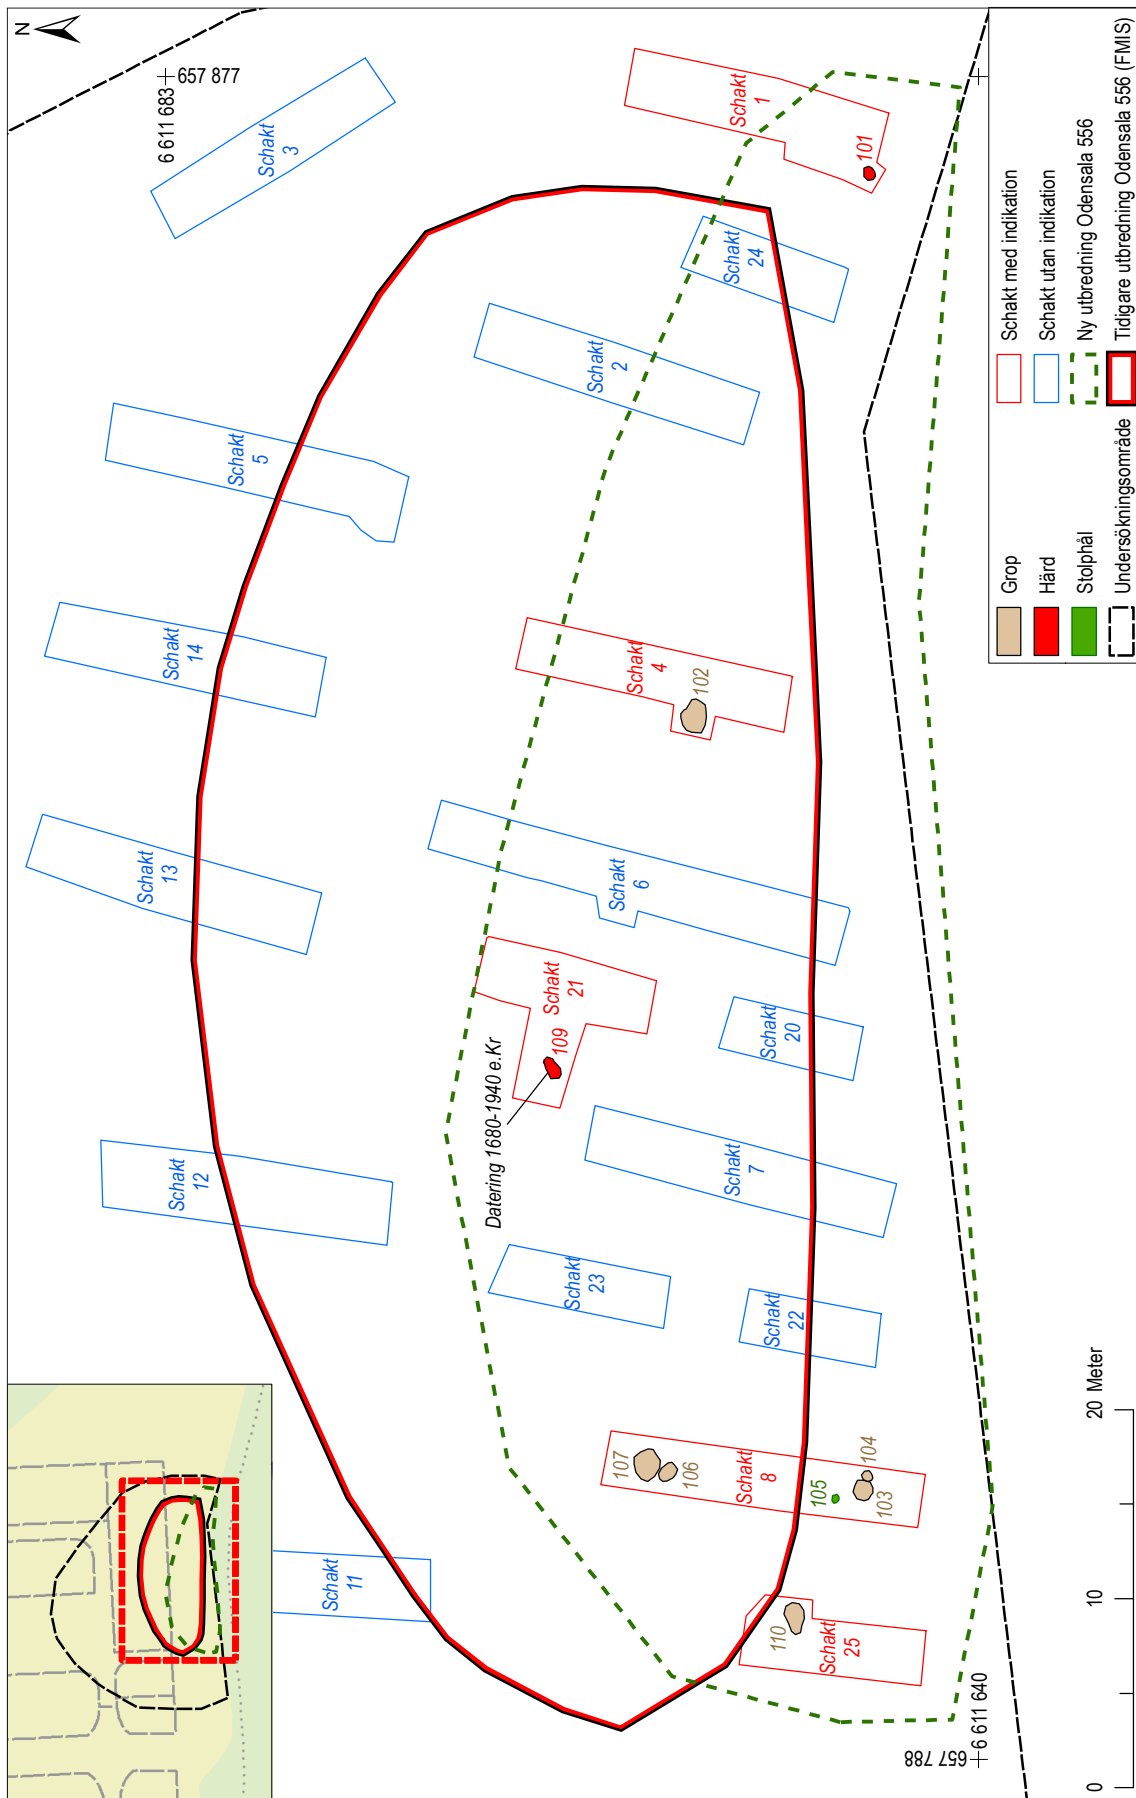 N
6 611 683
657 877
Schakt
3
Schakt
1
101
Schakt
24
Schakt
2
Schakt
5
Schakt
14
Schakt
4
102
Schakt
13
Schakt
6
Schakt
21
109
Datering 1680-1940 e.Kr
Schakt
20
Schakt
12
Schakt
7
Schakt
23
Schakt
22
Schakt
11
107
106
Schakt
8
105
104
103
110
Schakt
25
657 788
6 611 640
0
10
20 Meter
Grop
Härd
Stolphål
Undersökningsområde
Schakt med indikation
Schakt utan indikation
Ny utbredning Odensala 556
Tidigare utbredning Odensala 556 (FMIS)